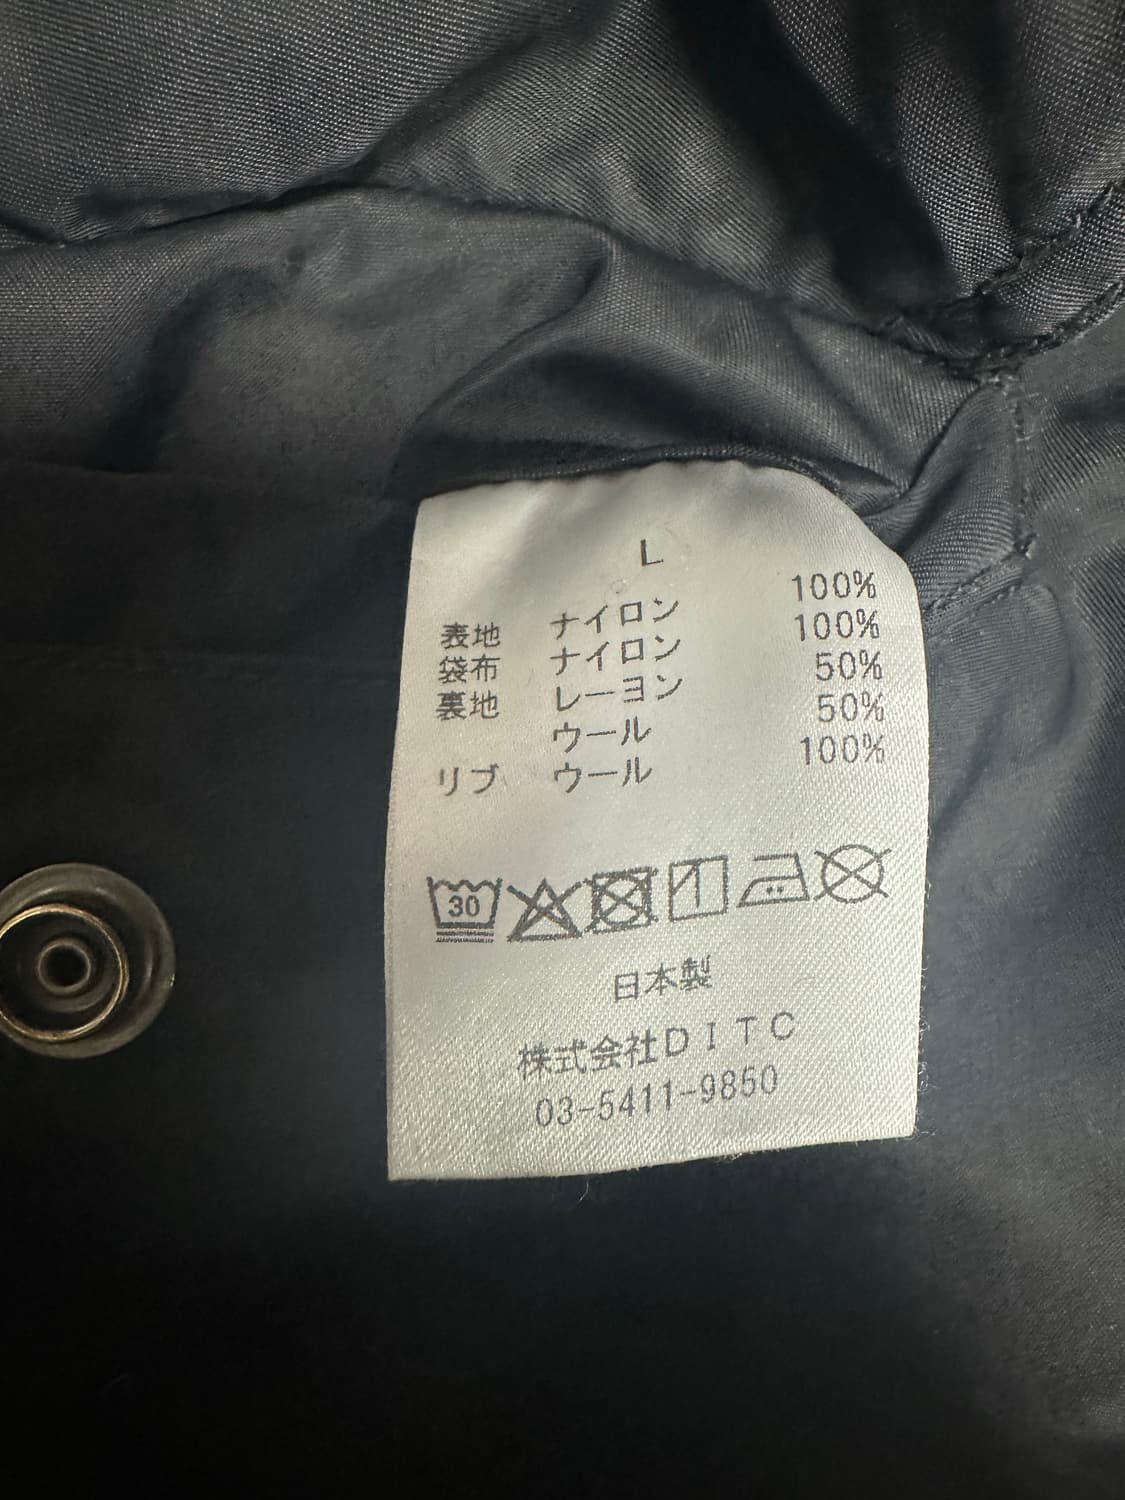 L
表地 ナイロン 100%
袋布 ナイロン 100%
裏地 レーヨン 50%
ウール 50%
リブ ウール 100%
30
日本製
株式会社DITC
03-5411-9850